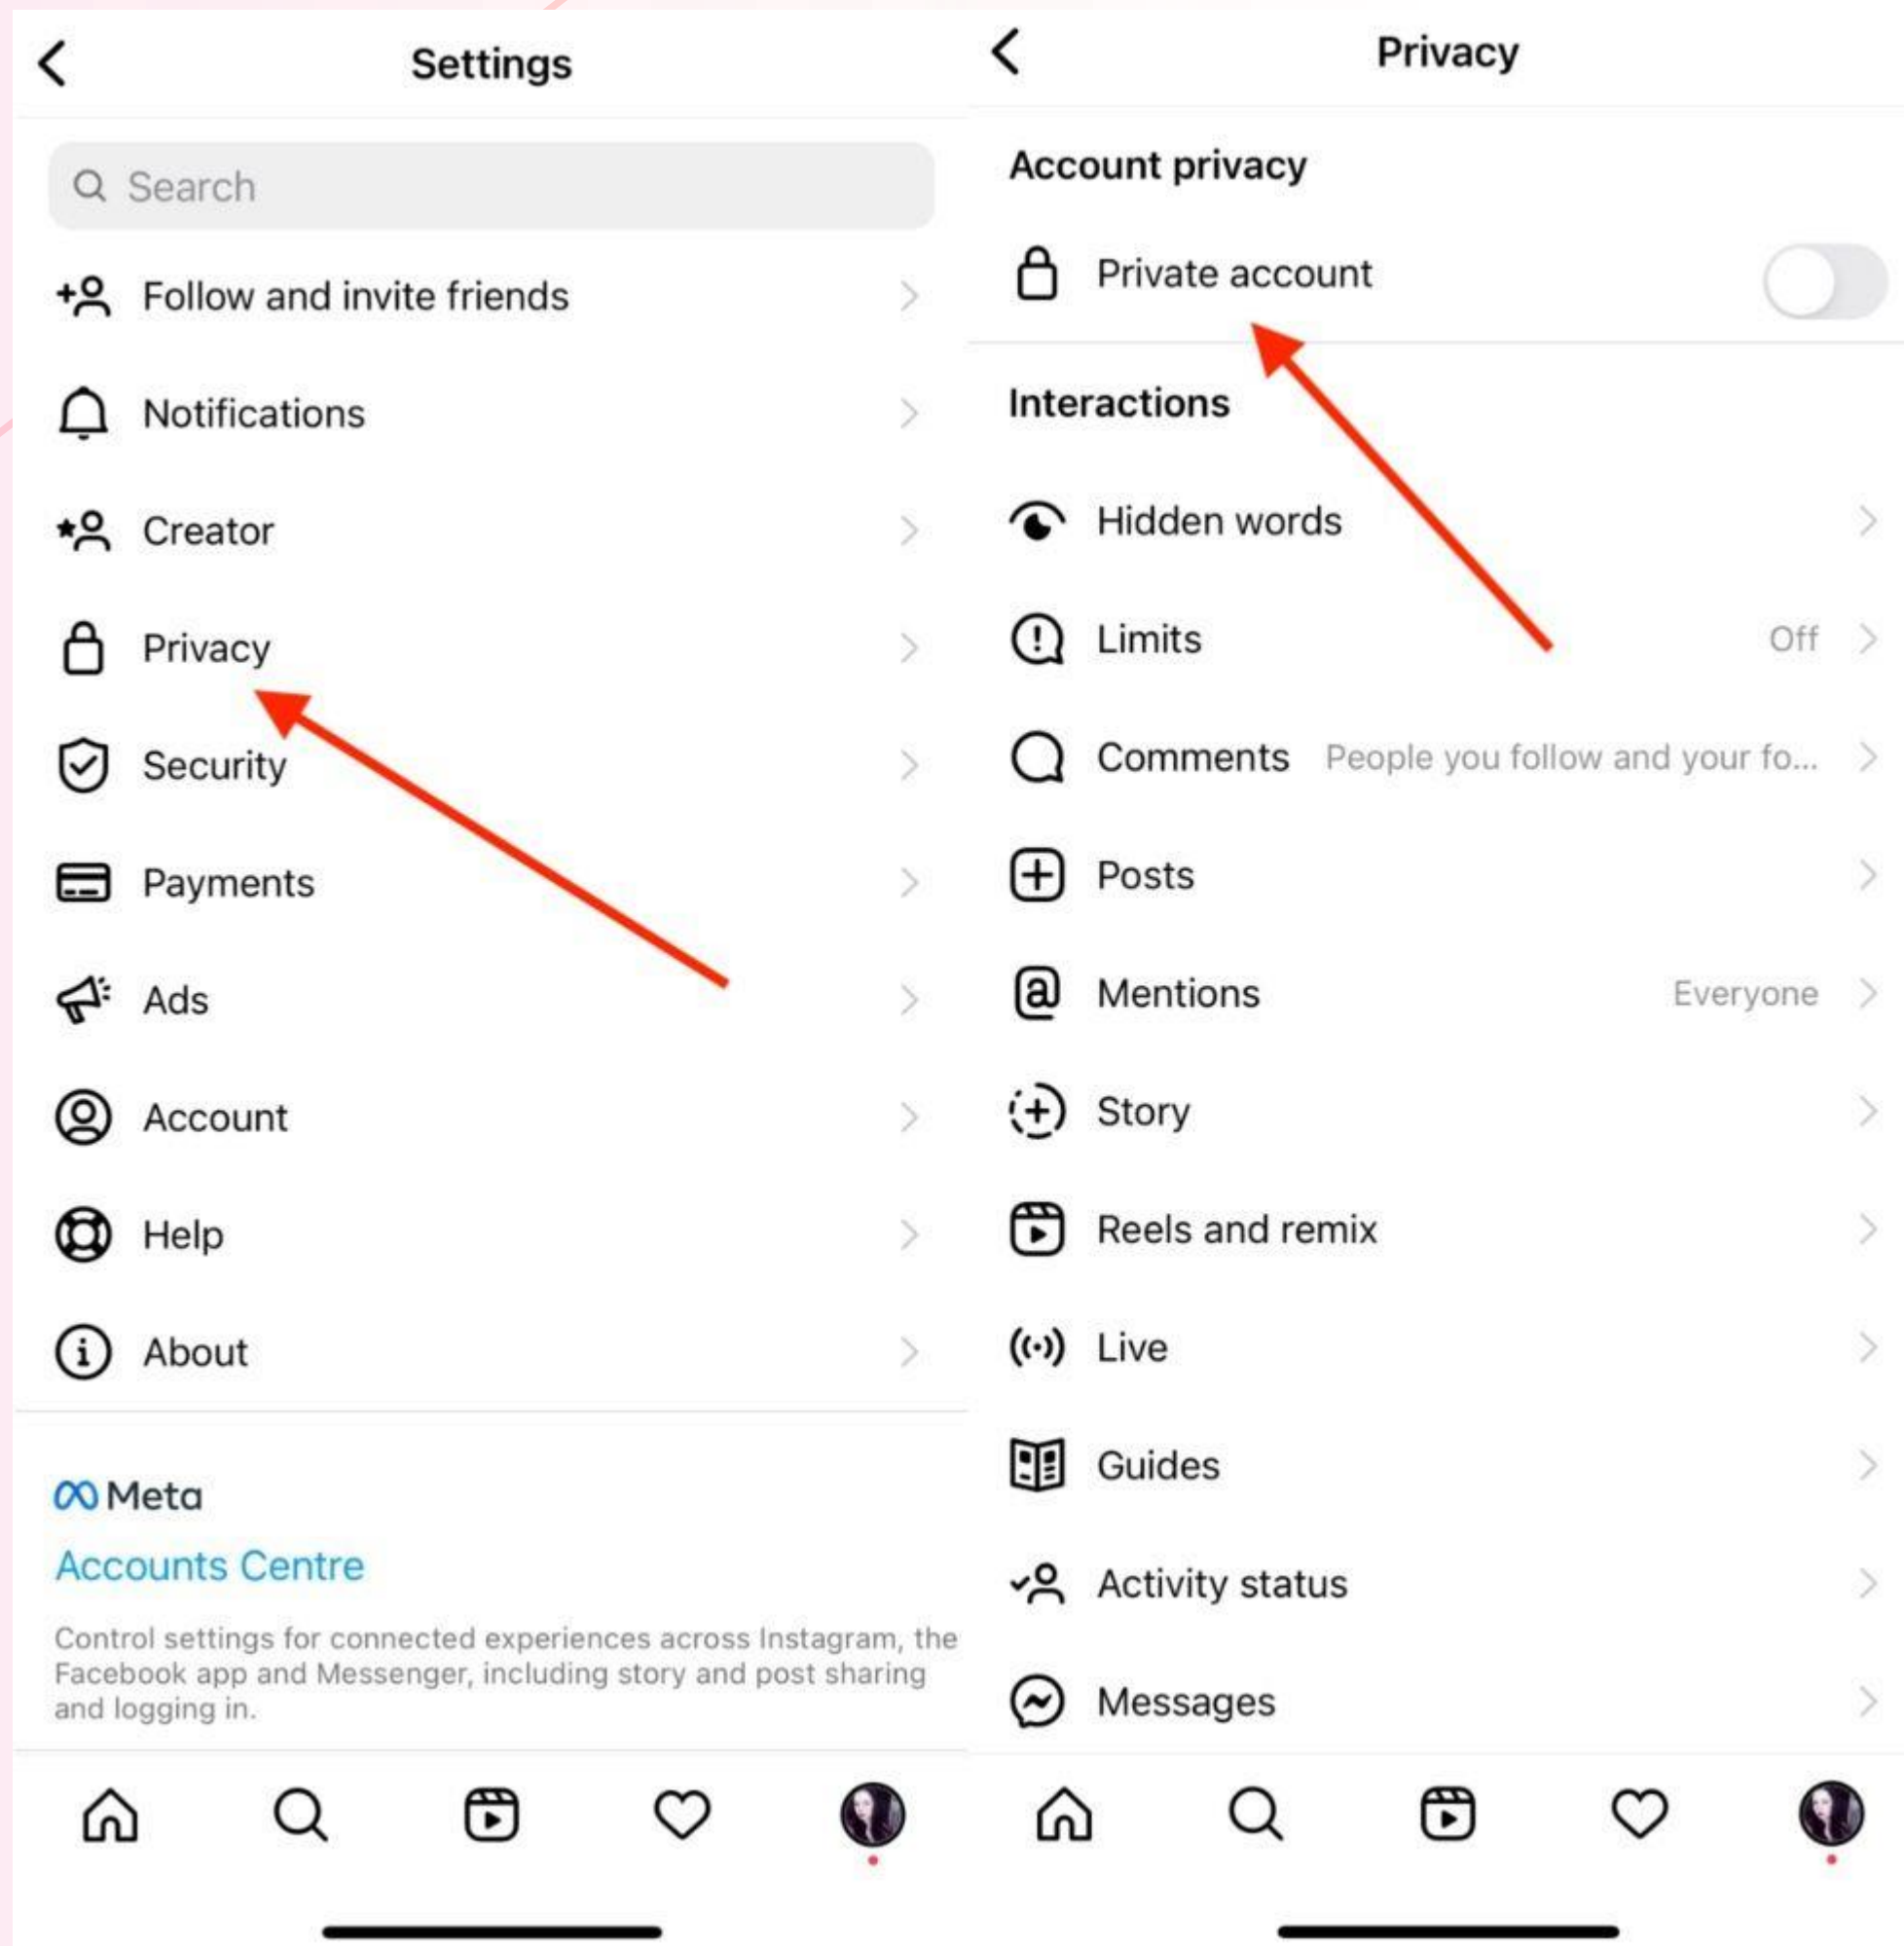 Settings
Search
Follow and invite friends
Notifications
Creator
Privacy
Security
Payments
Ads
Account
Help
About
Meta
Accounts Centre
Control settings for connected experiences across Instagram, the
Facebook app and Messenger, including story and post sharing
and logging in.
Privacy
Account privacy
Private account
Interactions
Hidden words
Limits Off
Comments People you follow and your fo...
Posts
Mentions Everyone
Story
Reels and remix
Live
Guides
Activity status
Messages